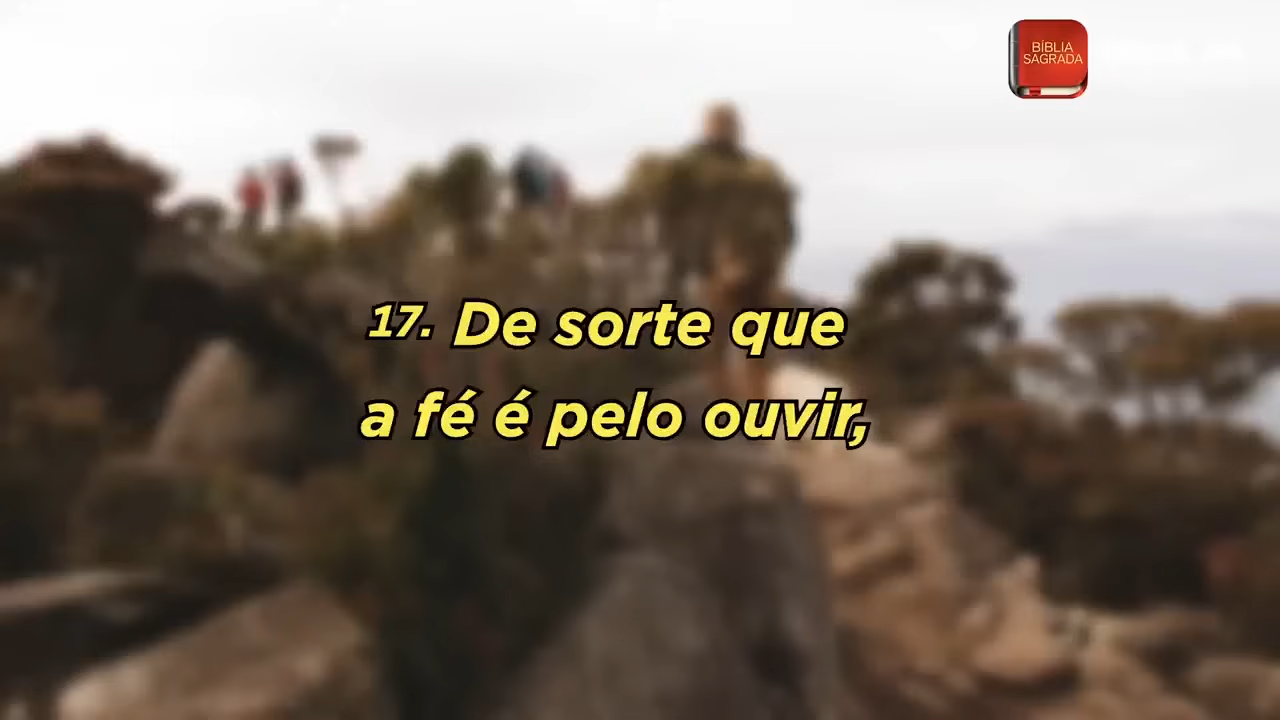 BÍBLIA
SAGRADA
17. De sorte que
a fé é pelo ouvir,